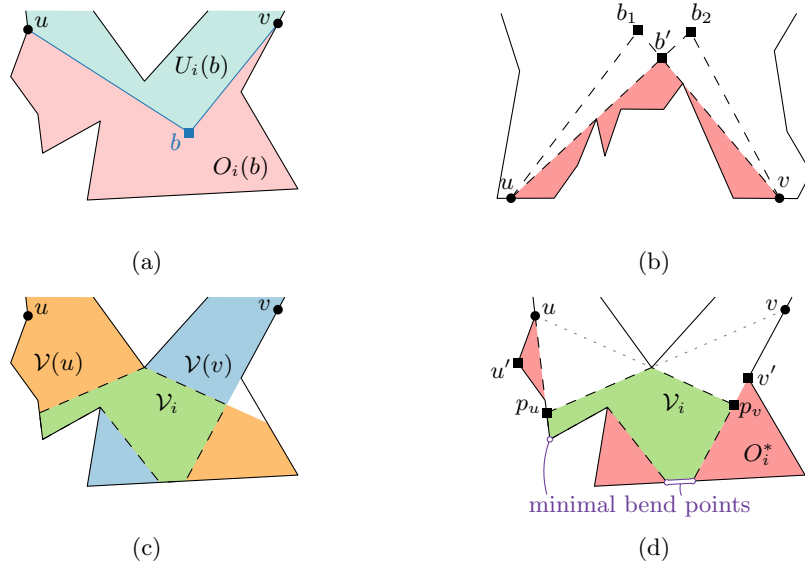 u
v
U_i(b)
b
O_i(b)
(a)
b_1
b_2
b′
u
v
(b)
u
v
𝒱(u)
𝒱(v)
𝒱_i
(c)
u
v
u′
v′
p_u
𝒱_i
p_v
O_i^*
minimal bend points
(d)